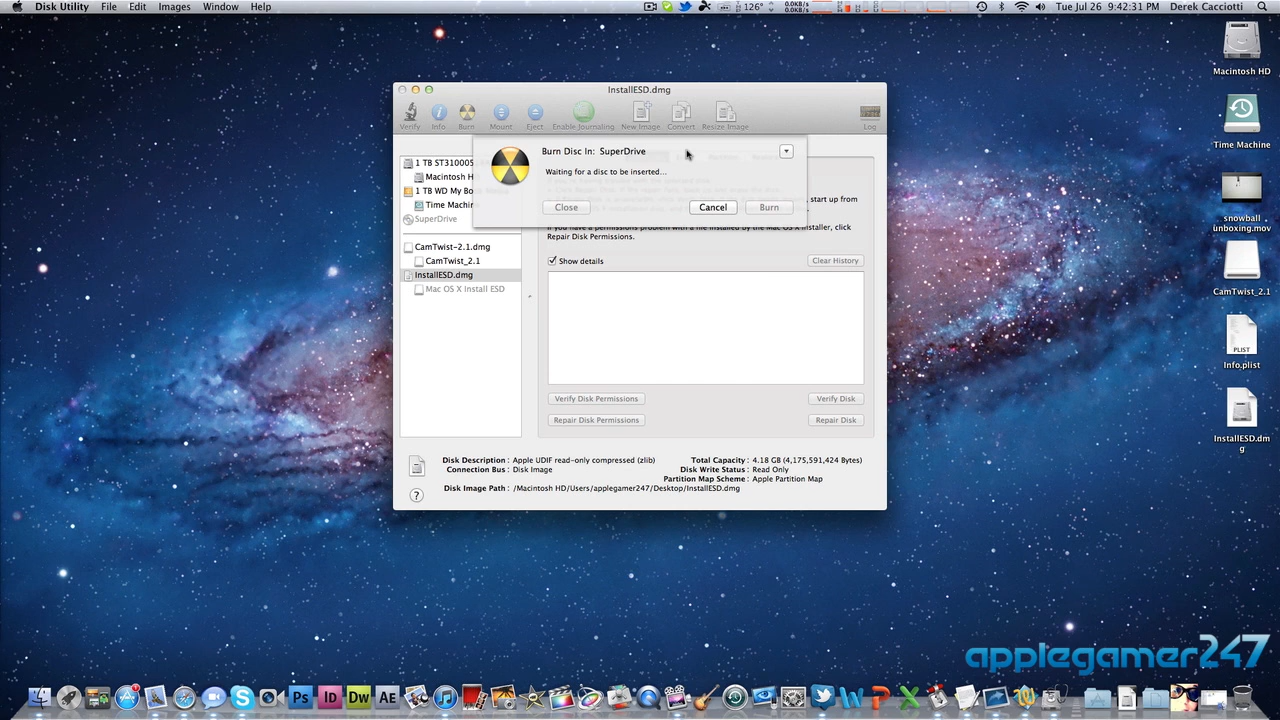 Disk Utility File Edit Images Window Help
126° 0.0KB/s
0.0KB/s
Tue Jul 26 9:42:31 PM Derek Cacciotti
InstallESD.dmg
Verify Info Burn Mount Eject Enable Journaling New Image Convert Resize Image Log
Burn Disc In: SuperDrive
Waiting for a disc to be inserted...
Close Cancel Burn
1 TB ST310005
Macintosh H
1 TB WD My Bo
Time Machin
SuperDrive
CamTwist-2.1.dmg
CamTwist_2.1
InstallESD.dmg
Mac OS X Install ESD
, start up from
If you have a permissions problem with a file installed by the Mac OS X installer, click
Repair Disk Permissions.
Show details
Clear History
Verify Disk Permissions Verify Disk
Repair Disk Permissions Repair Disk
Disk Description : Apple UDIF read-only compressed (zlib)
Connection Bus : Disk Image
Total Capacity : 4.18 GB (4,175,591,424 Bytes)
Disk Write Status : Read Only
Partition Map Scheme : Apple Partition Map
Disk Image Path : /Macintosh HD/Users/applegamer247/Desktop/InstallESD.dmg
?
Macintosh HD
Time Machine
snowball
unboxing.mov
CamTwist_2.1
PLIST
Info.plist
InstallESD.dm
g
applegamer247
Ps Id Dw AE